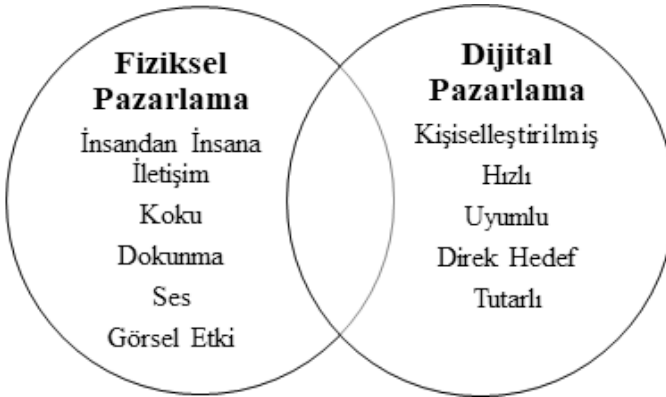 Fiziksel
Pazarlama
İnsandan İnsana
İletişim
Koku
Dokunma
Ses
Görsel Etki
Dijital
Pazarlama
Kişiselleştirilmiş
Hızlı
Uyumlu
Direk Hedef
Tutarlı